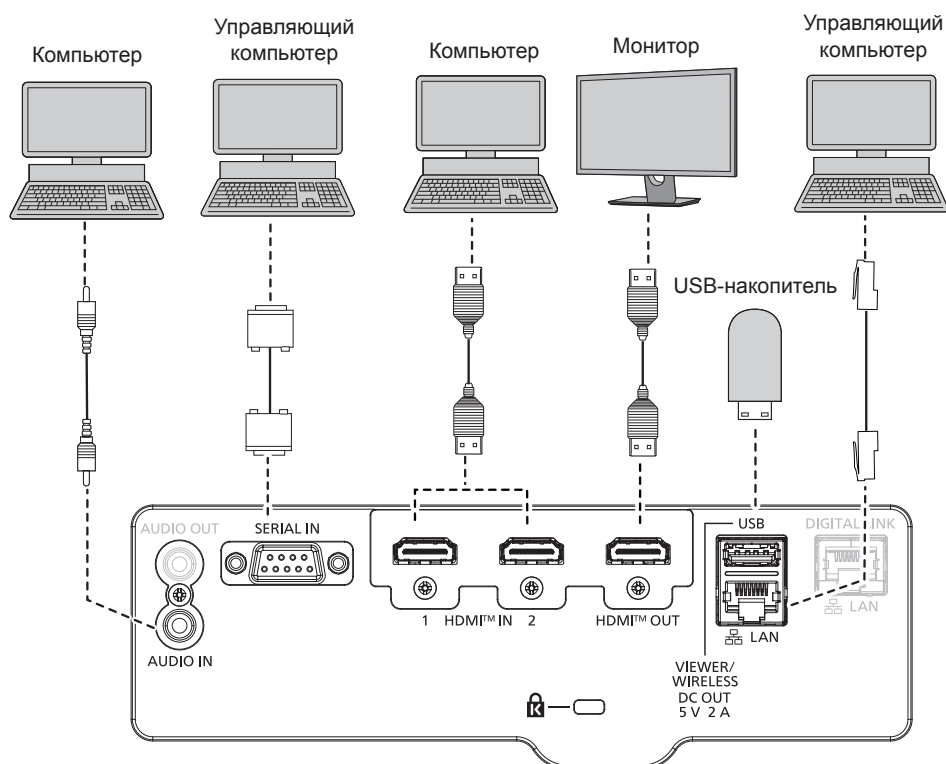 Компьютер
Управляющий
компьютер
Компьютер
Монитор
Управляющий
компьютер
USB-накопитель
AUDIO OUT
SERIAL IN
USB
DIGITAL LINK
1 HDMI™ IN 2
HDMI™ OUT
LAN
LAN
AUDIO IN
VIEWER/
WIRELESS
DC OUT
5 V 2 A
K